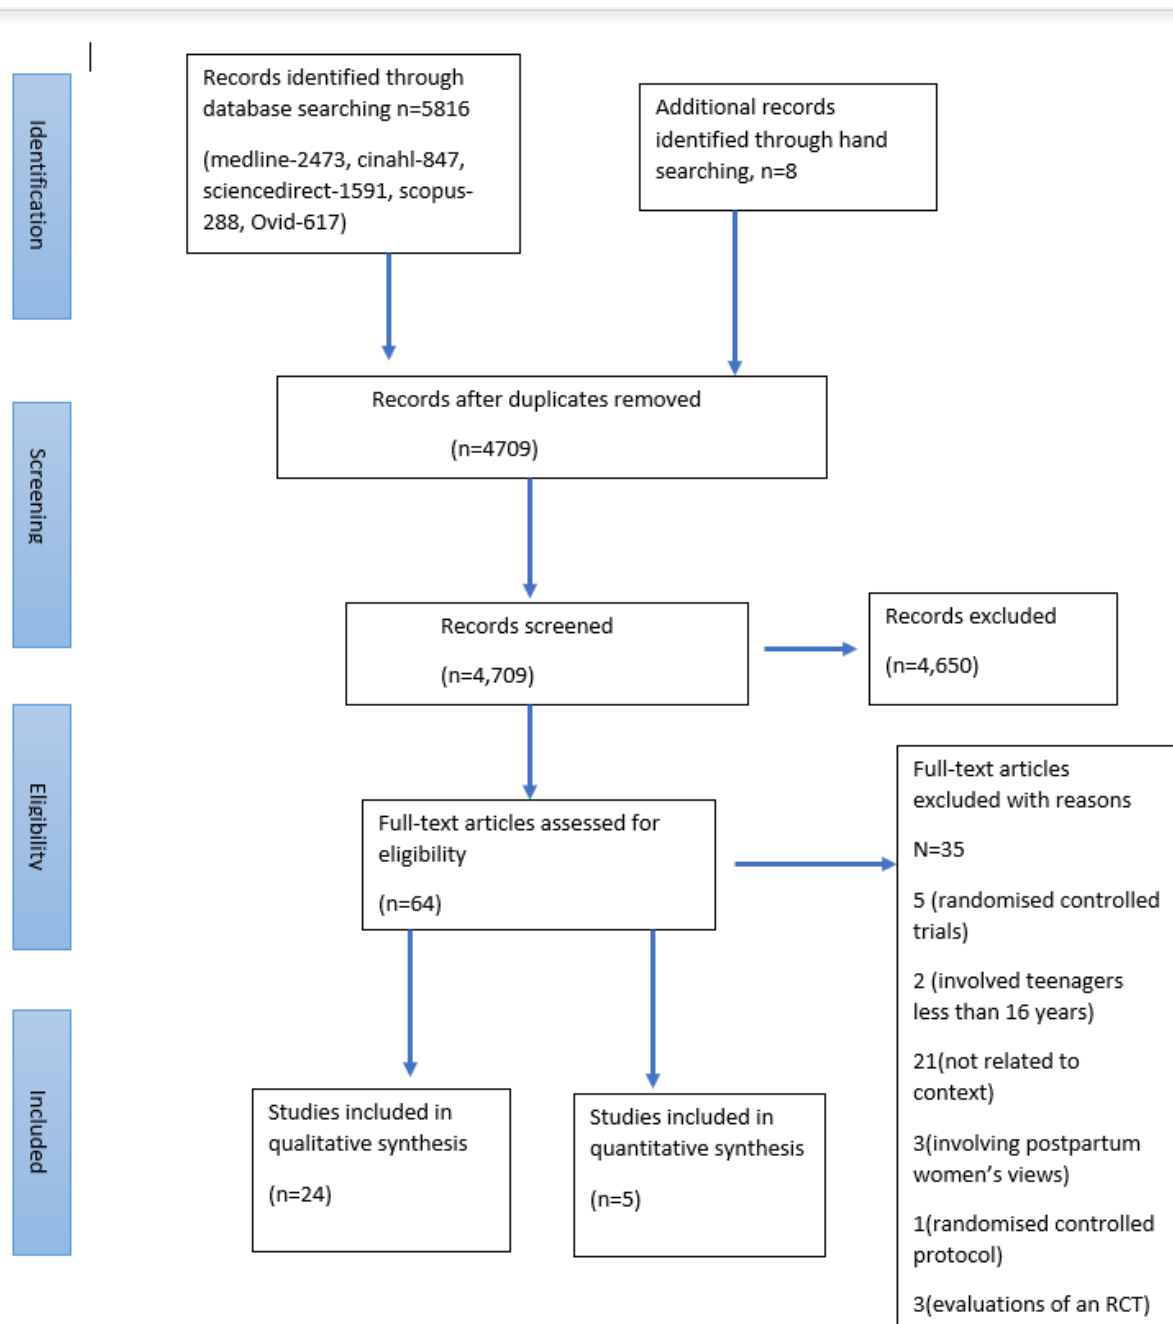 Identification
Records identified through
database searching n=5816
(medline-2473, cinahl-847,
sciencedirect-1591, scopus-
288, Ovid-617)
Additional records
identified through hand
searching, n=8
Screening
Records after duplicates removed
(n=4709)
Records screened
(n=4,709)
Records excluded
(n=4,650)
Eligibility
Full-text articles assessed for
eligibility
(n=64)
Full-text articles
excluded with reasons
N=35
5 (randomised controlled
trials)
2 (involved teenagers
less than 16 years)
21(not related to
context)
3(involving postpartum
women’s views)
1(randomised controlled
protocol)
3(evaluations of an RCT)
Included
Studies included in
qualitative synthesis
(n=24)
Studies included in
quantitative synthesis
(n=5)